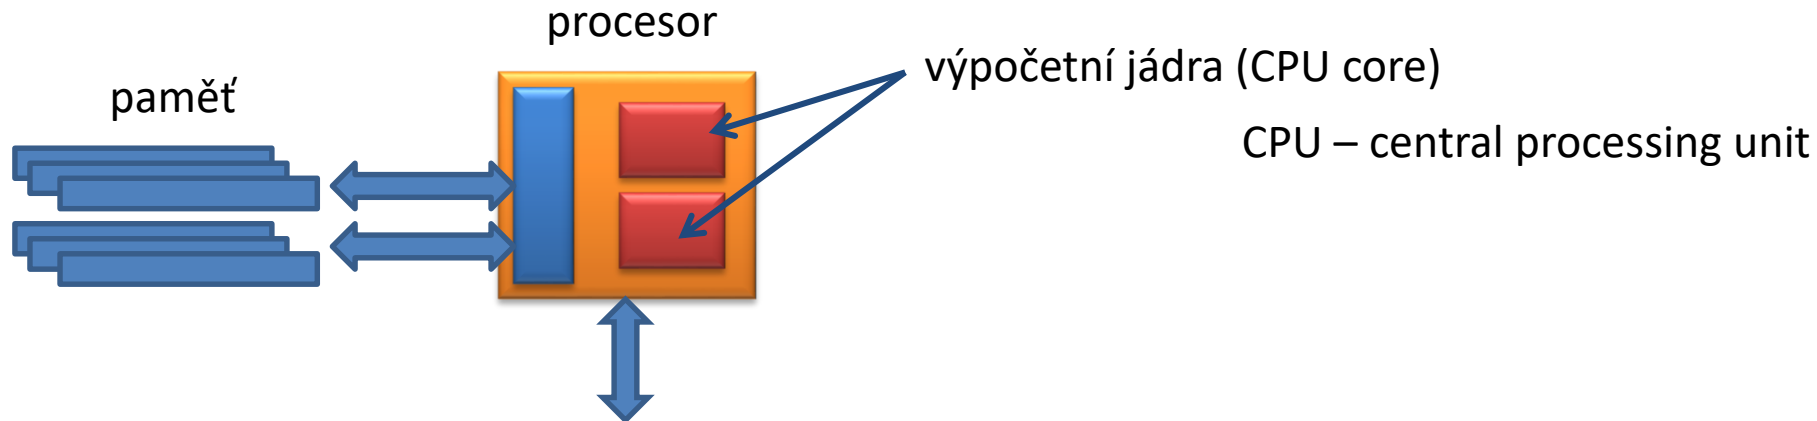 procesor
paměť
výpočetní jádra (CPU core)
CPU – central processing unit